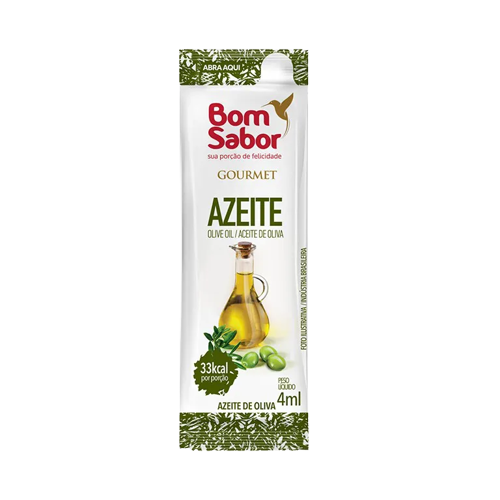 ABRA AQUI
Bom
Sabor
sua porção de felicidade
GOURMET
AZEITE
OLIVE OIL / ACEITE DE OLIVA
FOTO ILUSTRATIVA / INDÚSTRIA BRASILEIRA
33kcal
por porção
PESO
LÍQUIDO
4ml
AZEITE DE OLIVA